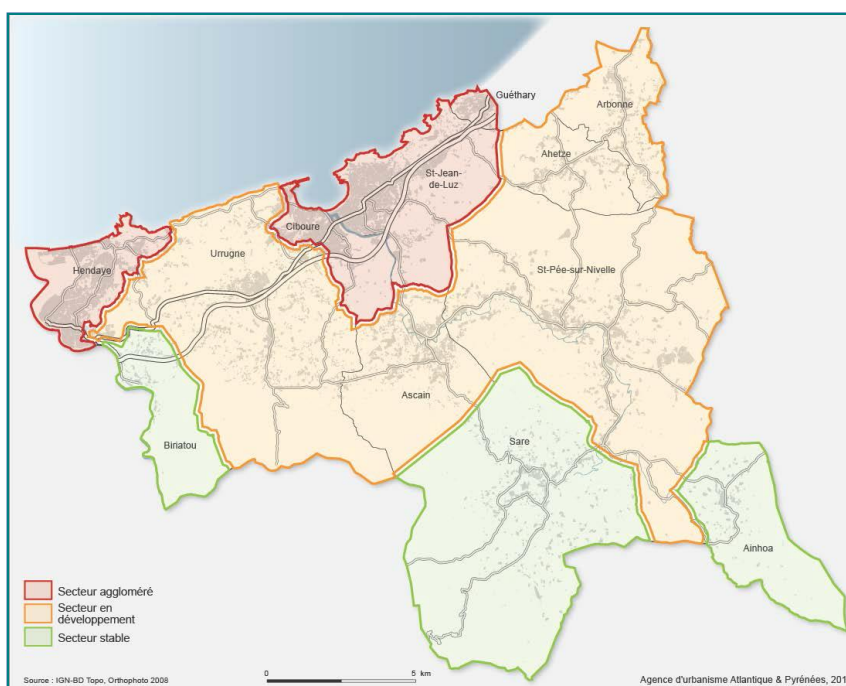 Guéthary
Arbonne
Ahetze
St-Jean-
de-Luz
Ciboure
Urrugne
Hendaye
St-Pée-sur-Nivelle
Ascain
Biriatou
Sare
Ainhoa
Secteur aggloméré
Secteur en
développement
Secteur stable
Source : IGN-BD Topo, Orthophoto 2008
0 5 km
Agence d'urbanisme Atlantique & Pyrénées, 201